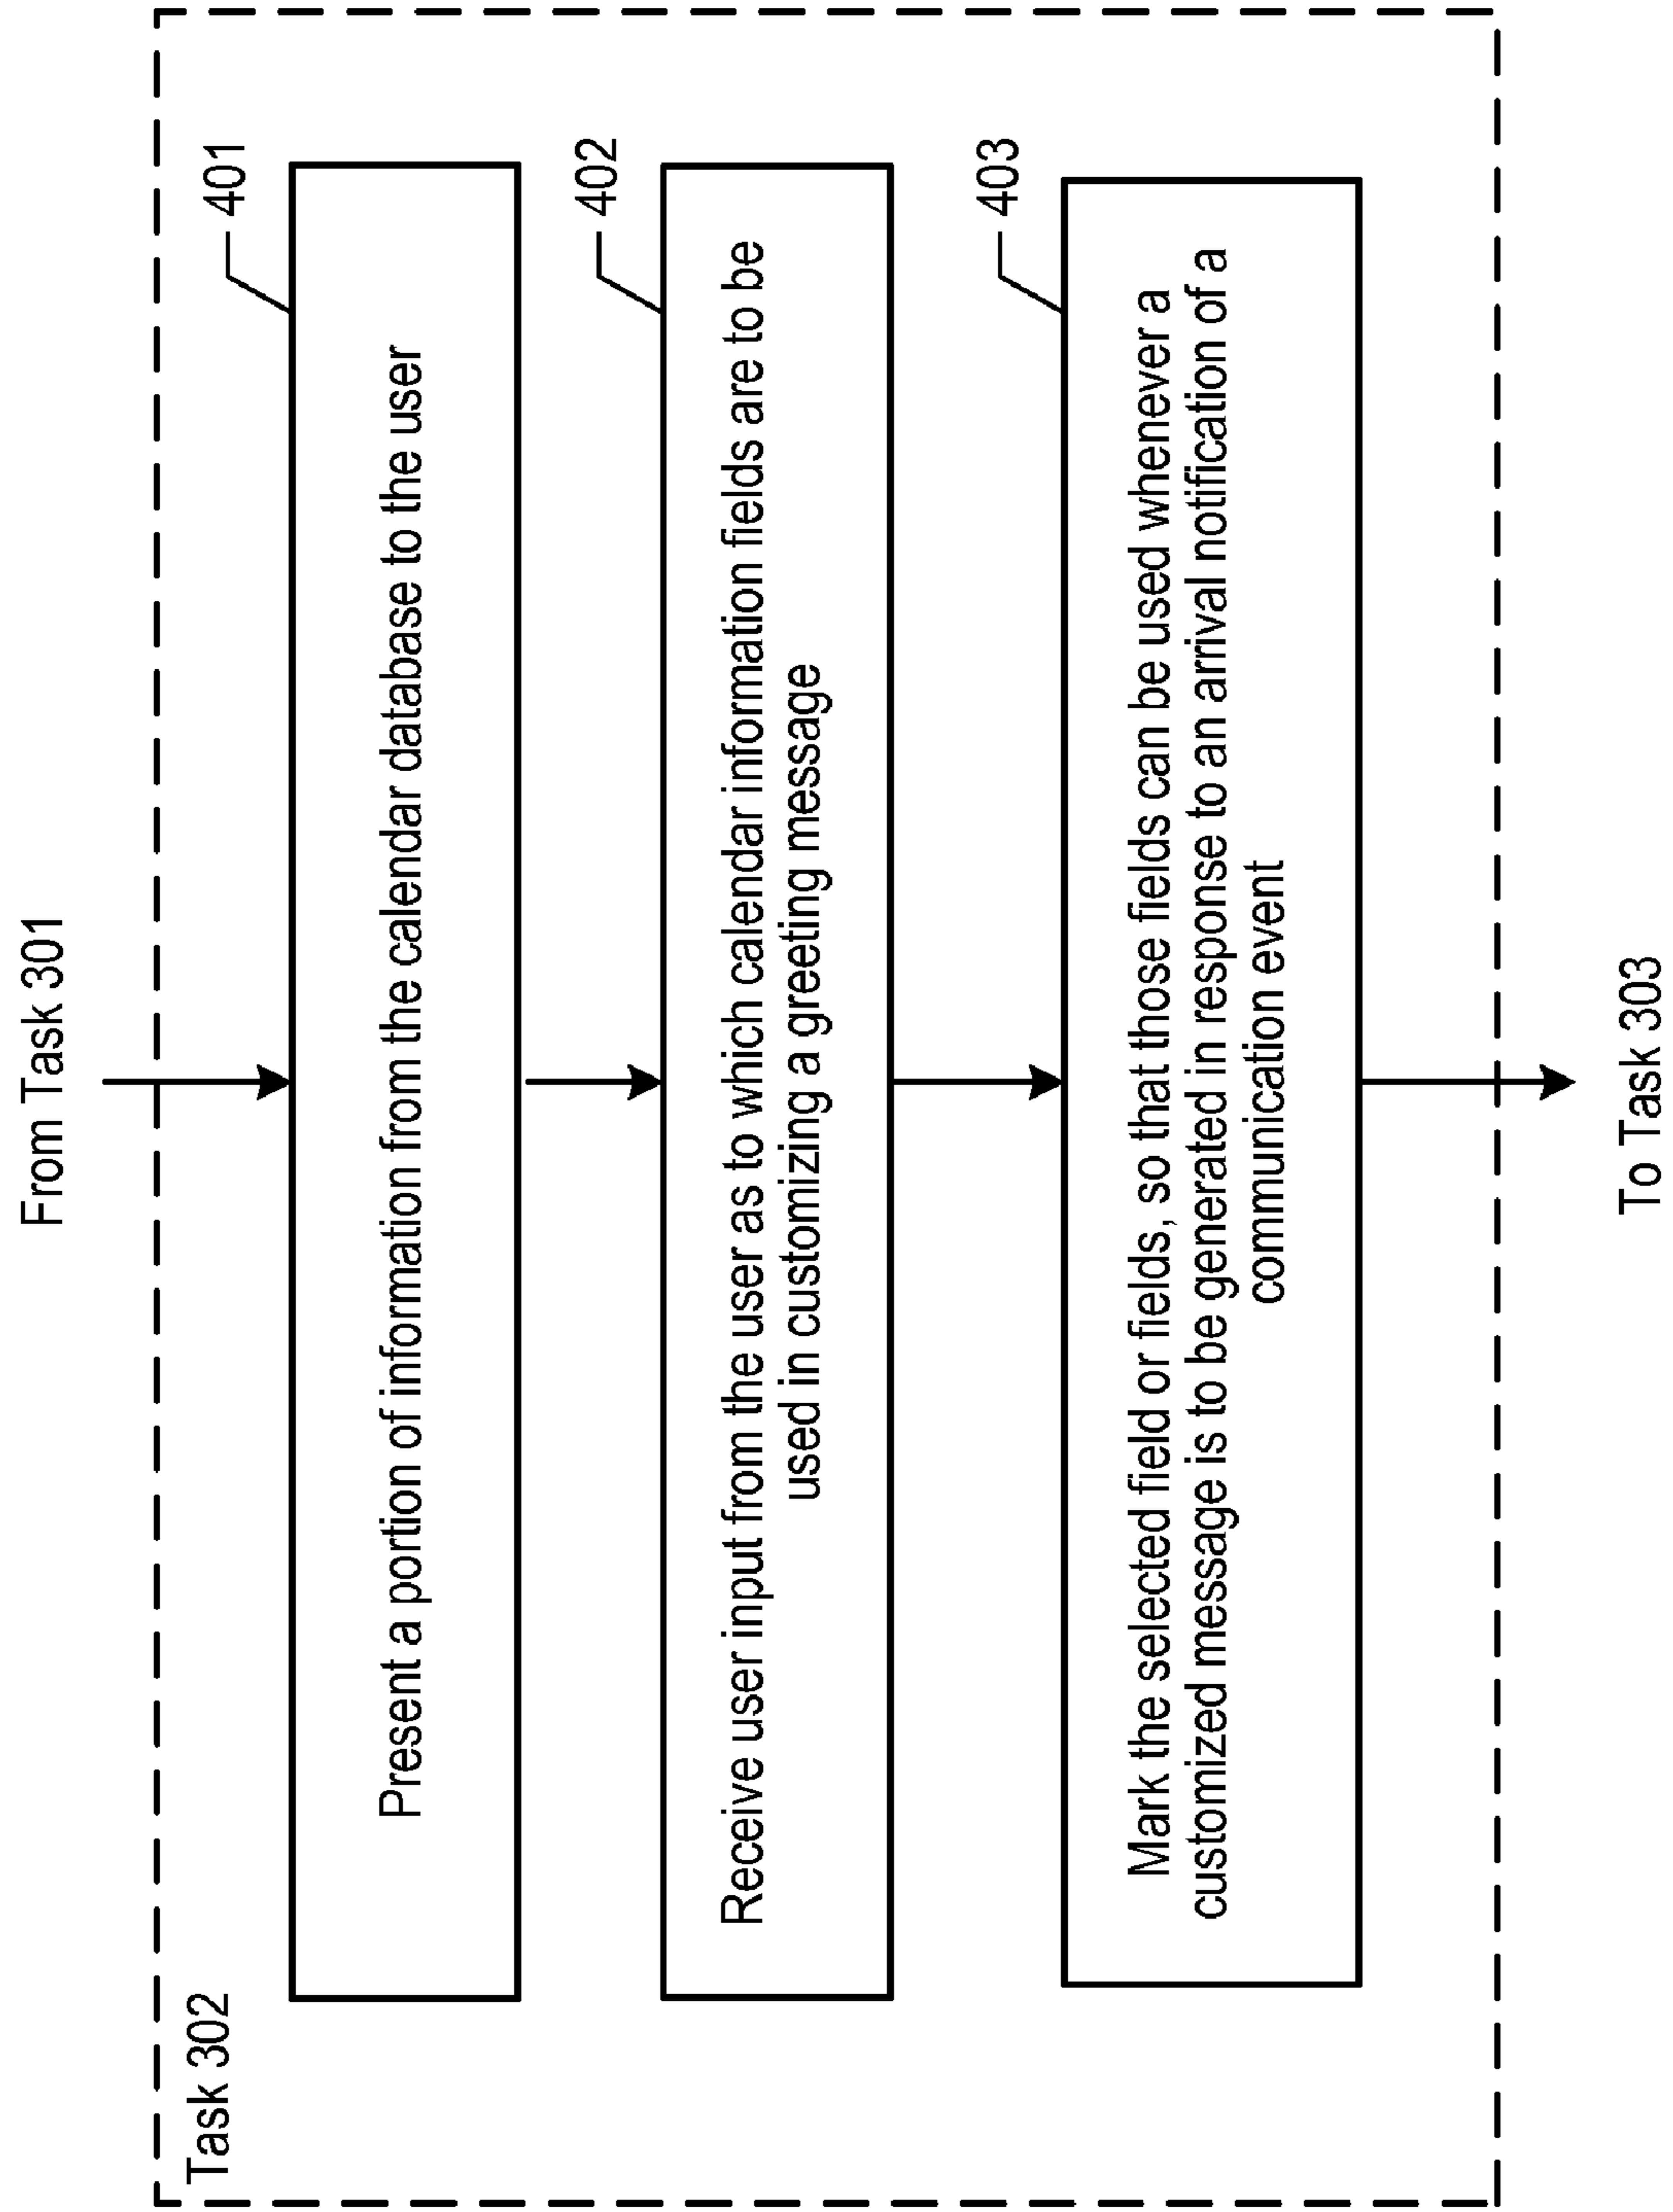 From Task 301
Task 302
401
Present a portion of information from the calendar database to the user
402
Receive user input from the user as to which calendar information fields are to be
used in customizing a greeting message
403
Mark the selected field or fields, so that those fields can be used whenever a
customized message is to be generated in response to an arrival notification of a
communication event
To Task 303